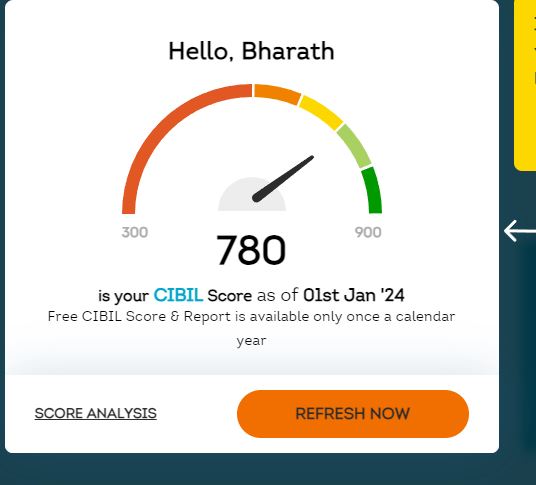 Hello, Bharath
300
900
780
is your CIBIL Score as of 01st Jan '24
Free CIBIL Score & Report is available only once a calendar
year
SCORE ANALYSIS
REFRESH NOW